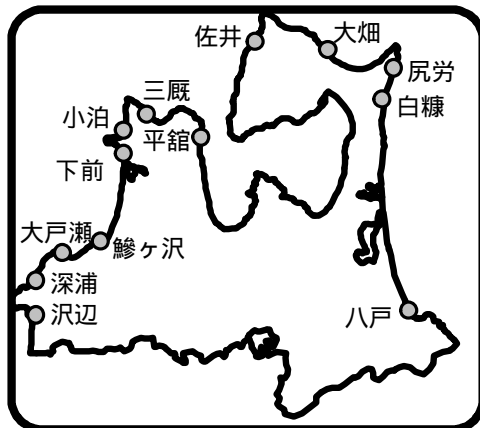 佐井
大畑
尻労
三厩
白糠
小泊
平舘
下前
大戸瀬
鰺ヶ沢
深浦
沢辺
八戸